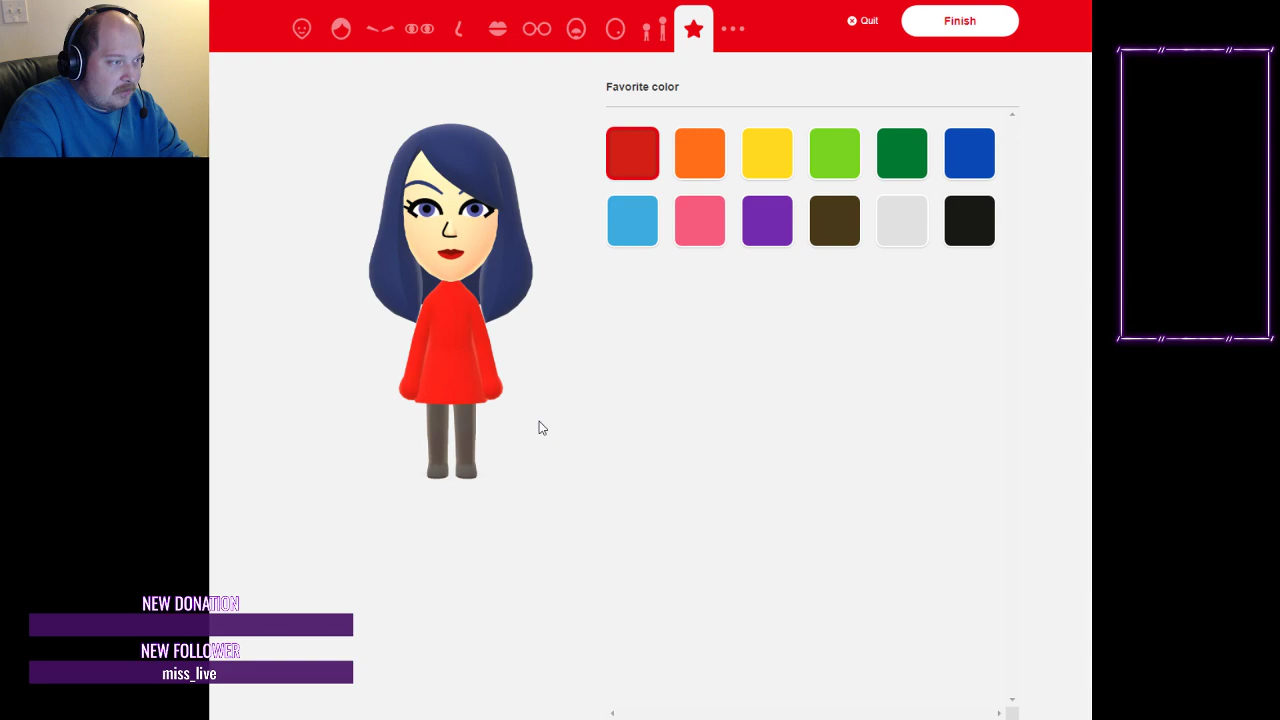 Quit
Finish
Favorite color
NEW DONATION
NEW FOLLOWER
miss_live